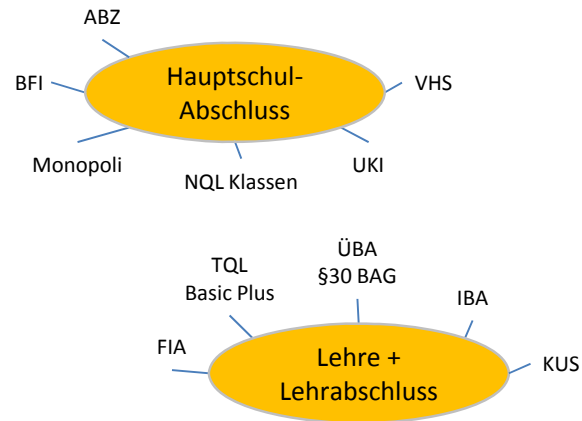 ABZ
BFI
Hauptschul-
Abschluss
VHS
Monopoli
NQL Klassen
UKI
TQL
Basic Plus
ÜBA
§30 BAG
IBA
FIA
Lehre +
Lehrabschluss
KUS